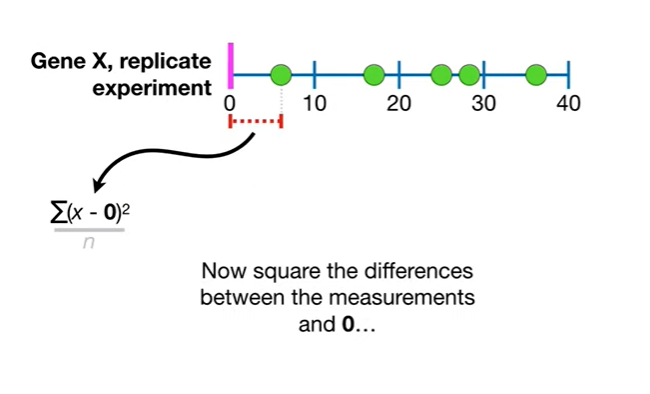 Gene X, replicate
experiment
0 10 20 30 40
∑(x - 0)²
n
Now square the differences
between the measurements
and 0…